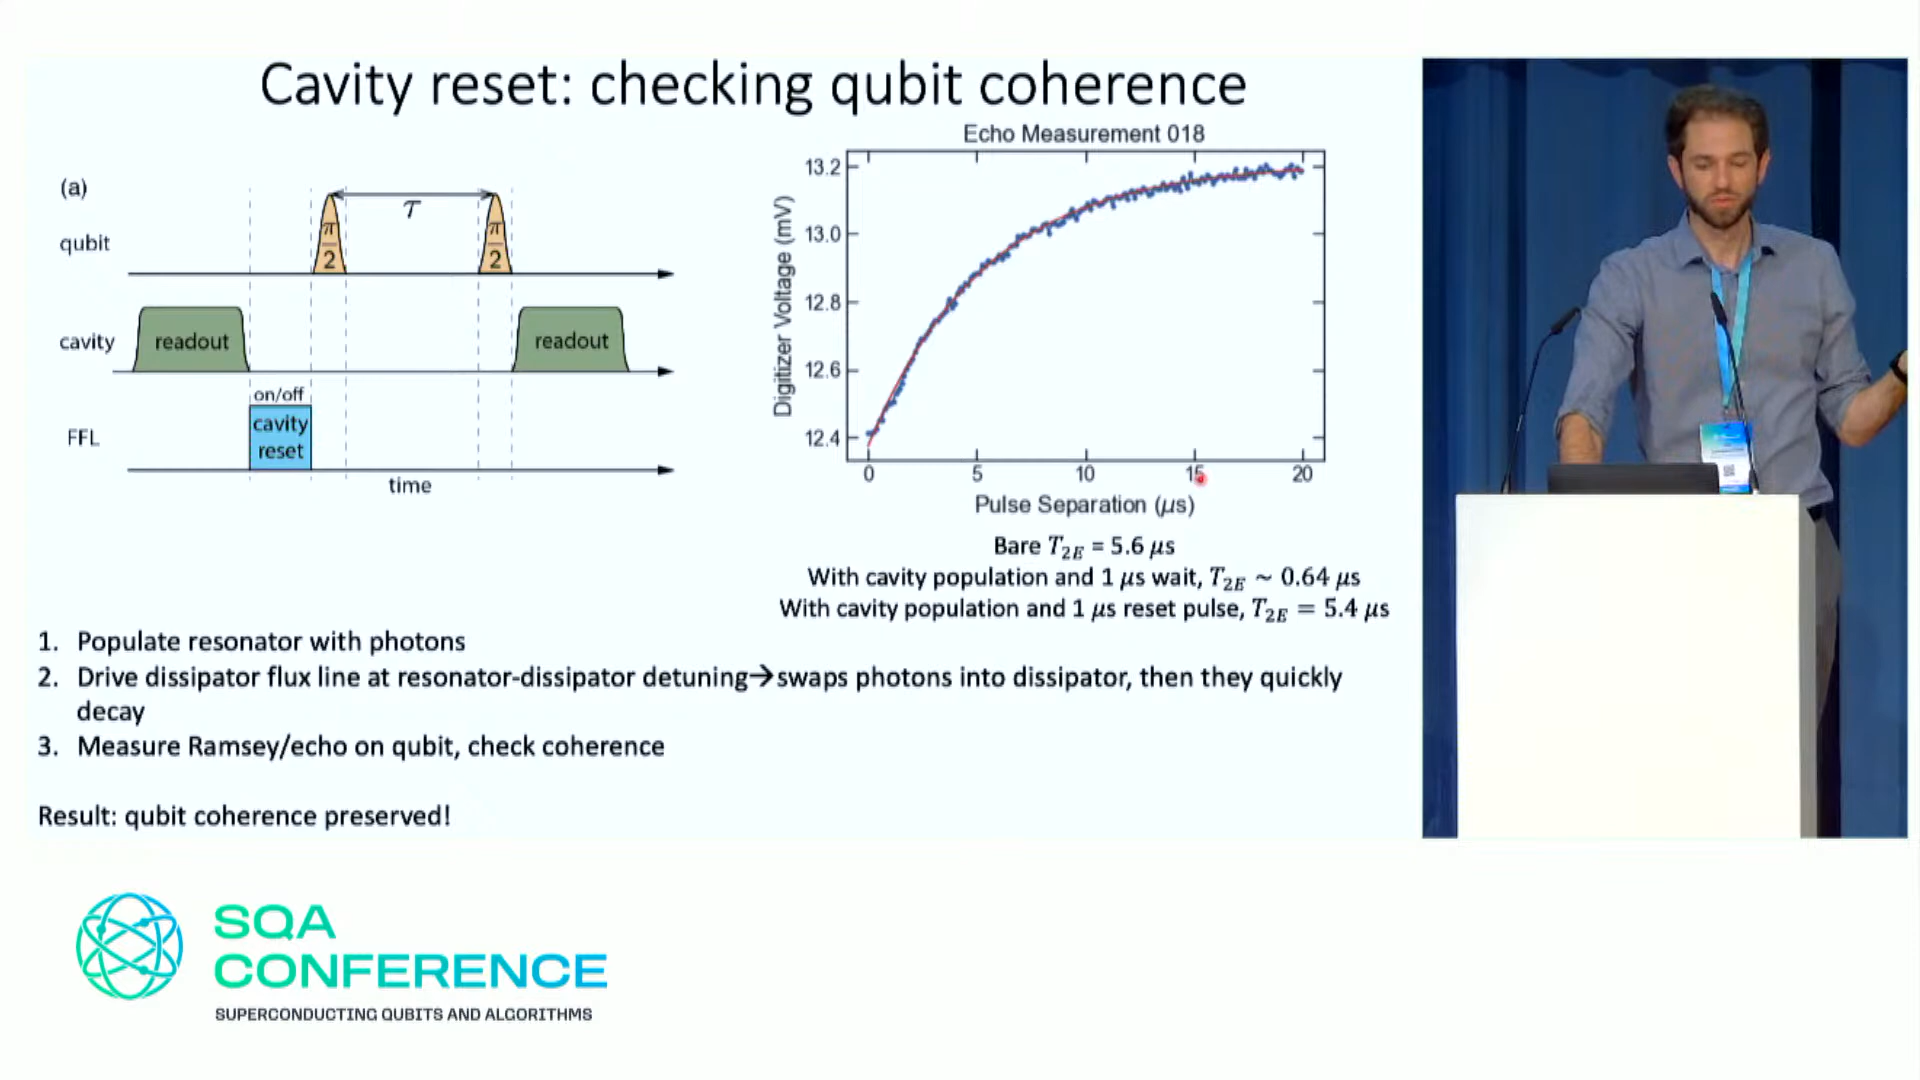 Cavity reset: checking qubit coherence
(a)
qubit
π/2
τ
π/2
cavity
readout
readout
on/off
FFL
cavity
reset
time
Echo Measurement 018
Digitizer Voltage (mV)
13.2
13.0
12.8
12.6
12.4
0 5 10 15 20
Pulse Separation (μs)
Bare T₂E = 5.6 μs
With cavity population and 1 μs wait, T₂E ~ 0.64 μs
With cavity population and 1 μs reset pulse, T₂E = 5.4 μs
1. Populate resonator with photons
2. Drive dissipator flux line at resonator-dissipator detuning→swaps photons into dissipator, then they quickly
decay
3. Measure Ramsey/echo on qubit, check coherence
Result: qubit coherence preserved!
SQA
CONFERENCE
SUPERCONDUCTING QUBITS AND ALGORITHMS